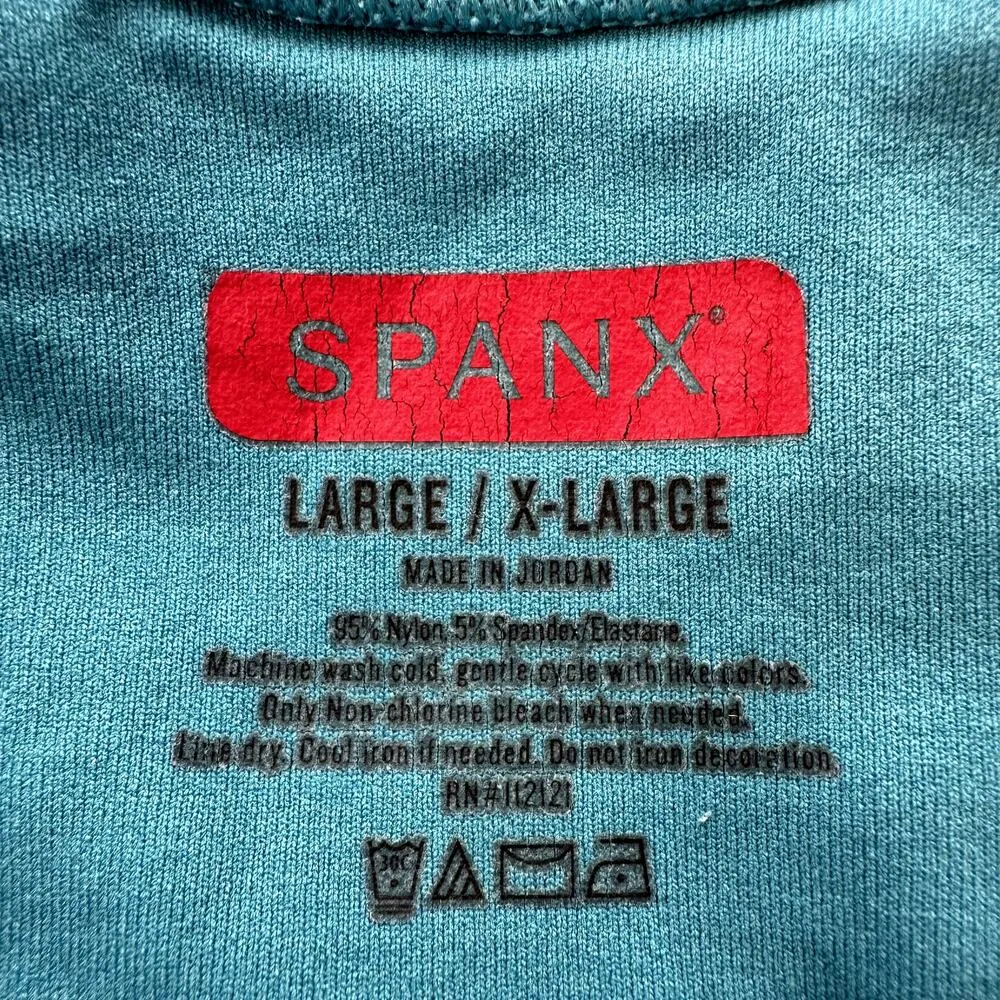 SPANX®
LARGE / X-LARGE
MADE IN JORDAN
95% Nylon, 5% Spandex/Elastane.
Machine wash cold, gentle cycle with like colors.
Only Non-chlorine bleach when needed.
Line dry. Cool iron if needed. Do not iron decoration.
RN#112121
30C